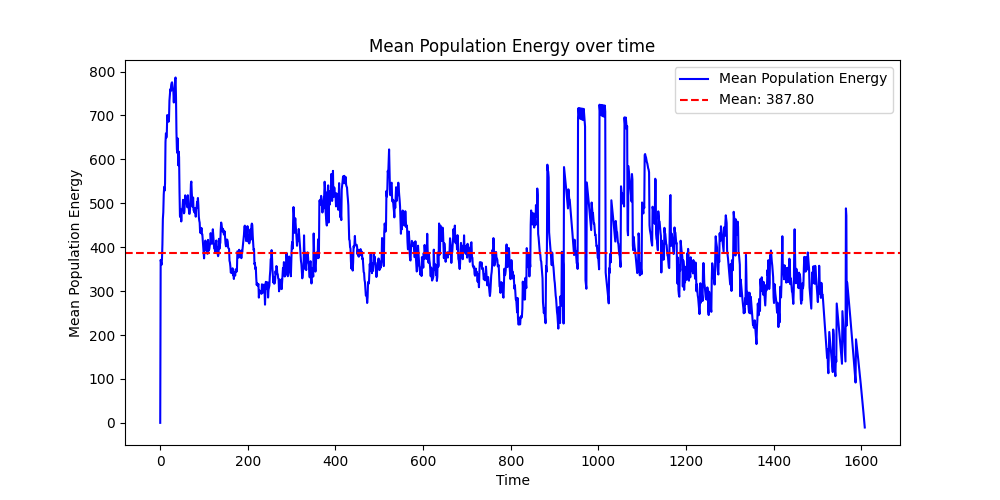 Mean Population Energy over time
Mean Population Energy
Mean: 387.80
800
700
600
500
400
300
200
100
0
Mean Population Energy
0 200 400 600 800 1000 1200 1400 1600
Time